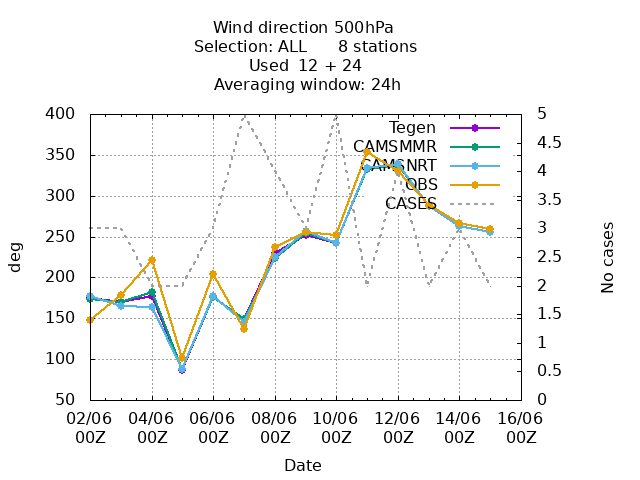 Wind direction 500hPa
Selection: ALL 8 stations
Used 12 + 24
Averaging window: 24h
400
350
300
250
200
150
100
50
deg
5
4.5
4
3.5
3
2.5
2
1.5
1
0.5
0
No cases
Tegen
CAMSMMR
CAMSNRT
OBS
CASES
02/06 04/06 06/06 08/06 10/06 12/06 14/06 16/06
00Z 00Z 00Z 00Z 00Z 00Z 00Z 00Z
Date